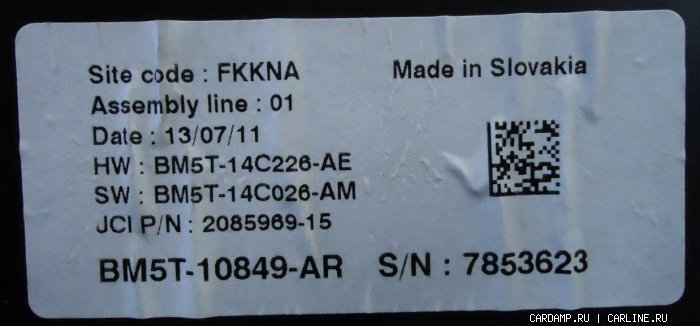 Site code : FKKNA Made in Slovakia
Assembly line : 01
Date : 13/07/11
HW : BM5T-14C226-AE
SW : BM5T-14C026-AM
JCI P/N : 2085969-15
BM5T-10849-AR S/N : 7853623
CARDAMP.RU | CARLINE.RU